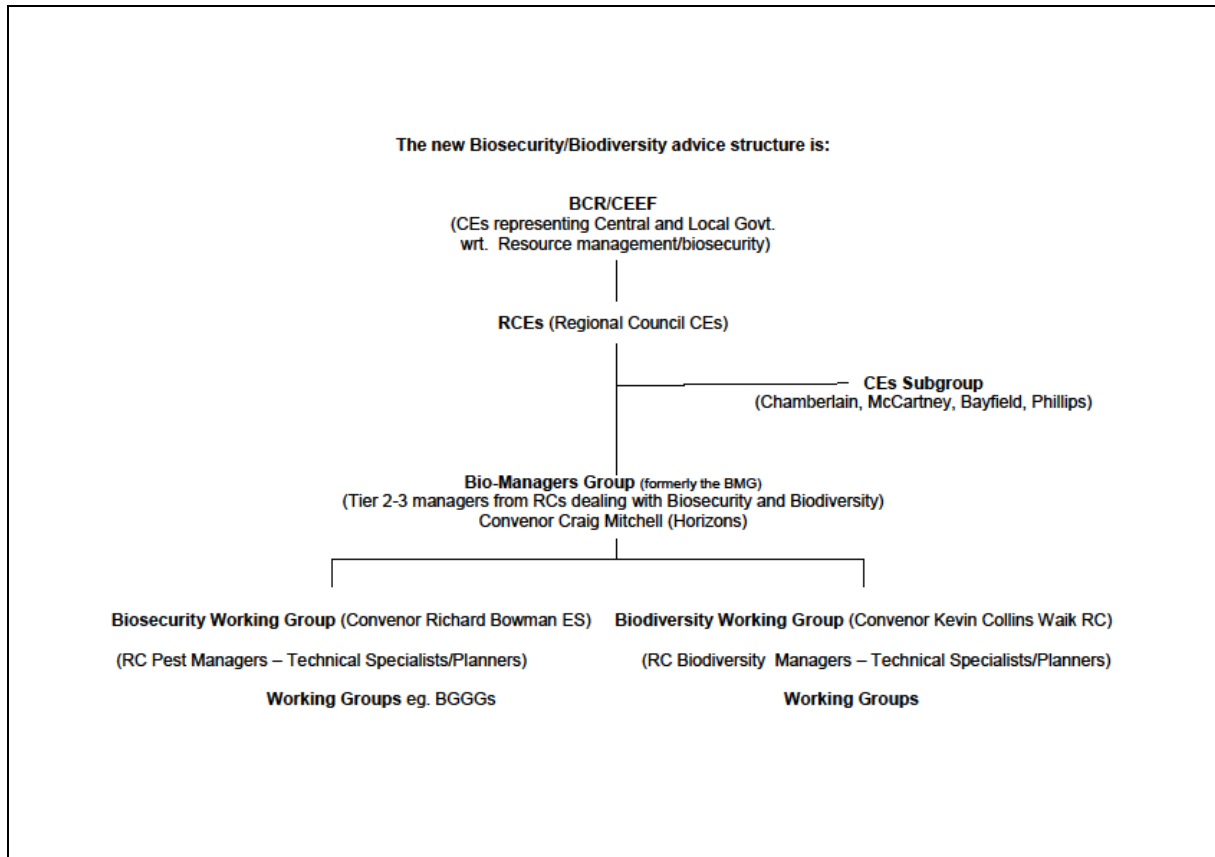 The new Biosecurity/Biodiversity advice structure is:
BCR/CEEF
(CEs representing Central and Local Govt.
wrt. Resource management/biosecurity)
RCEs (Regional Council CEs)
CEs Subgroup
(Chamberlain, McCartney, Bayfield, Phillips)
Bio-Managers Group (formerly the BMG)
(Tier 2-3 managers from RCs dealing with Biosecurity and Biodiversity)
Convenor Craig Mitchell (Horizons)
Biosecurity Working Group (Convenor Richard Bowman ES)
(RC Pest Managers – Technical Specialists/Planners)
Working Groups eg. BGGGs
Biodiversity Working Group (Convenor Kevin Collins Waik RC)
(RC Biodiversity Managers – Technical Specialists/Planners)
Working Groups